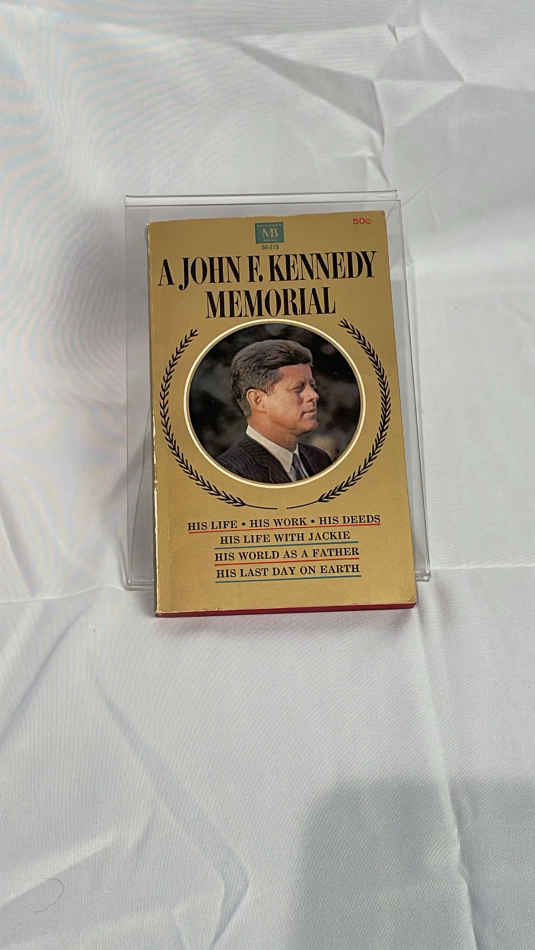 MB
50¢
A JOHN F. KENNEDY
MEMORIAL
HIS LIFE • HIS WORK • HIS DEEDS
HIS LIFE WITH JACKIE
HIS WORLD AS A FATHER
HIS LAST DAY ON EARTH